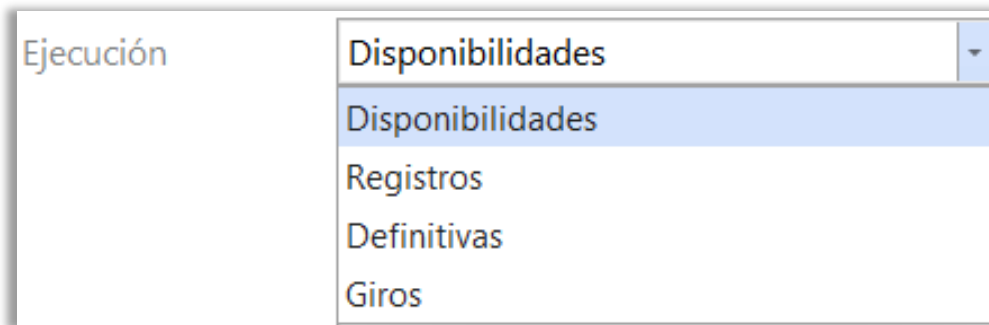 Ejecución Disponibilidades
Disponibilidades
Registros
Definitivas
Giros